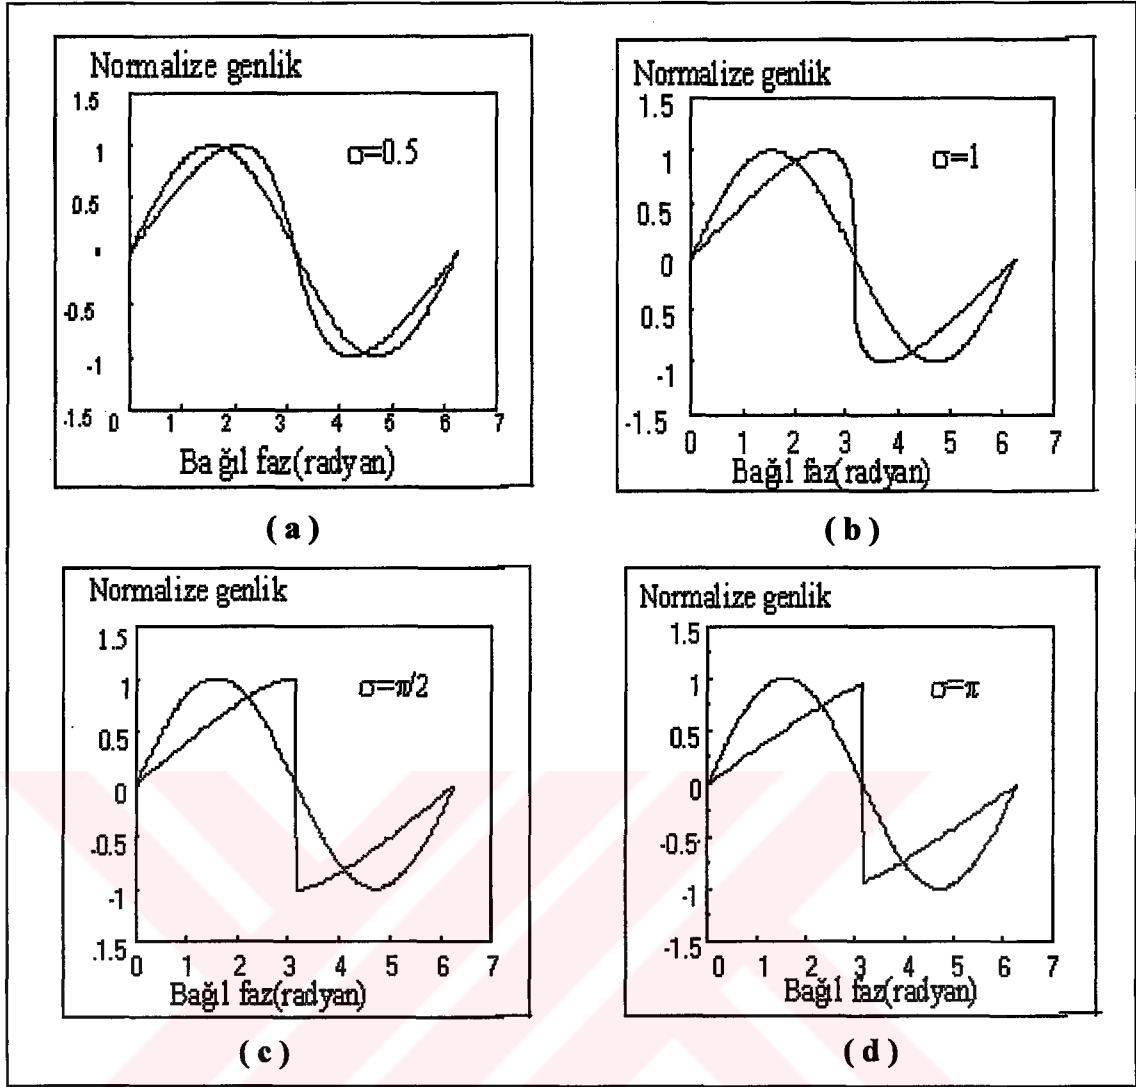 Normalize genlik
1.5
1
0.5
-0.5
-1
.1.5
σ=0.5
0 1 2 3 4 5 6 7
Bağıl faz(radyan)
( a )
Normalize genlik
1.5
1
0.5
0
0.5
-1
-1.5
σ=1
0 1 2 3 4 5 6 7
Bağıl faz(radyan)
( b )
Normalize genlik
1.5
1
0.5
0
-0.5
-1
.1.5
σ=π/2
0 1 2 3 4 5 6 7
Bağıl faz(radyan)
( c )
Normalize genlik
1.5
1
0.5
0
-0.5
-1
-1.5
σ=π
0 1 2 3 4 5 6 7
Bağıl faz(radyan)
( d )